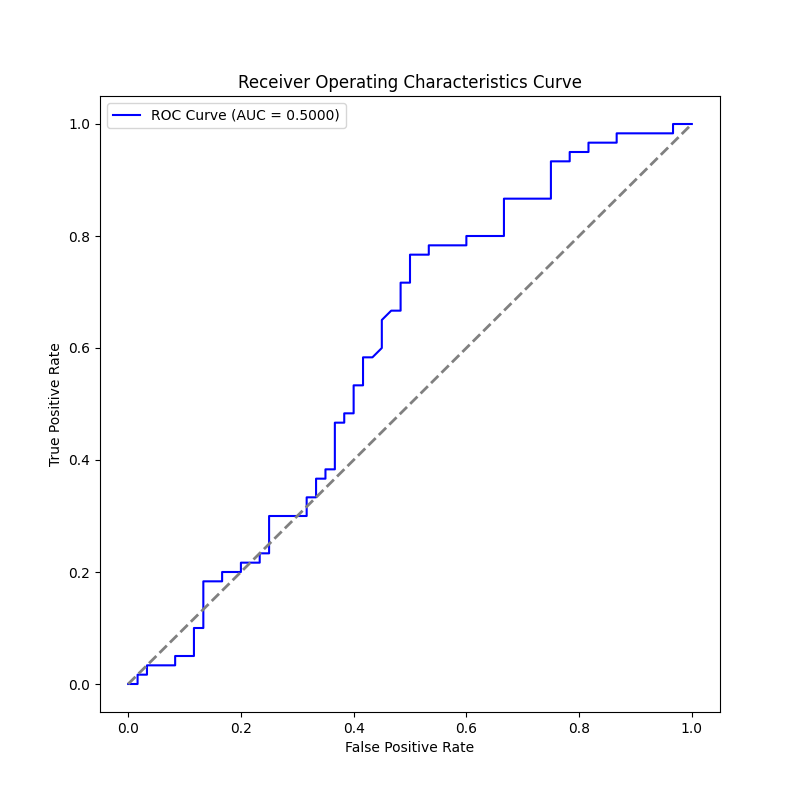 Receiver Operating Characteristics Curve
ROC Curve (AUC = 0.5000)
1.0
0.8
0.6
0.4
0.2
0.0
True Positive Rate
0.0 0.2 0.4 0.6 0.8 1.0
False Positive Rate